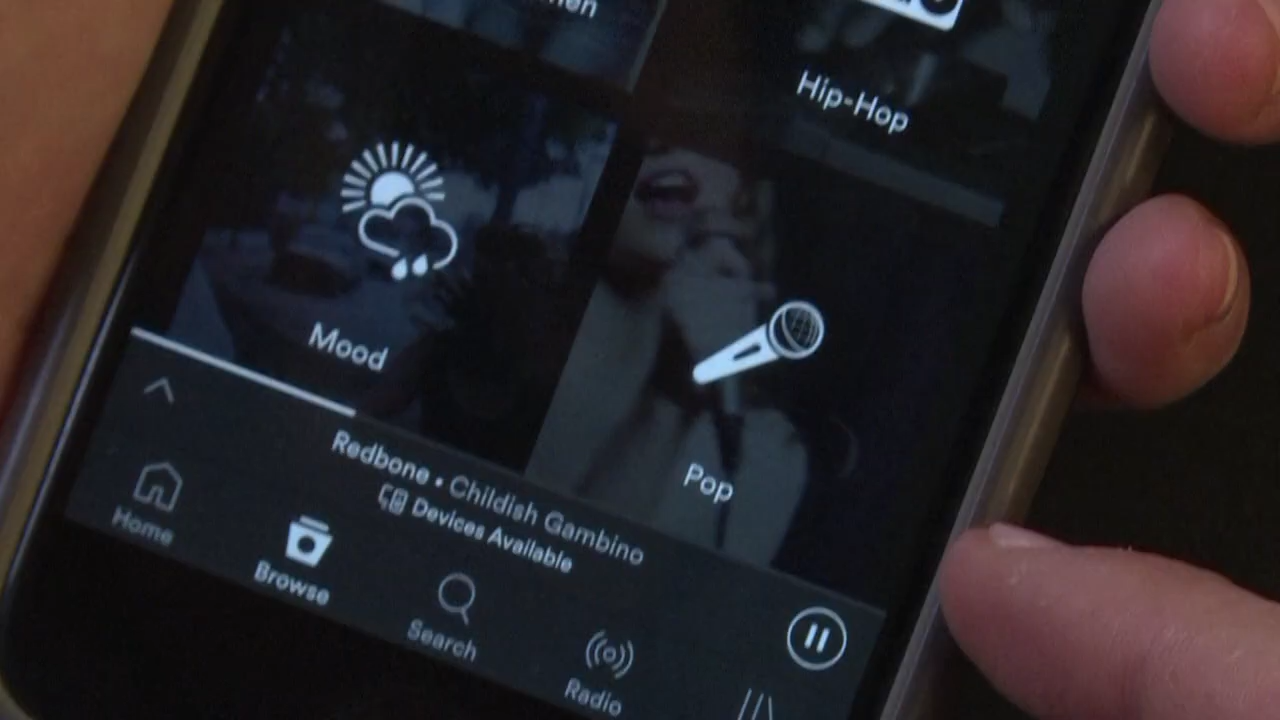 Hip-Hop
Mood
Pop
Redbone • Childish Gambino
Devices Available
Home
Browse
Search
Radio